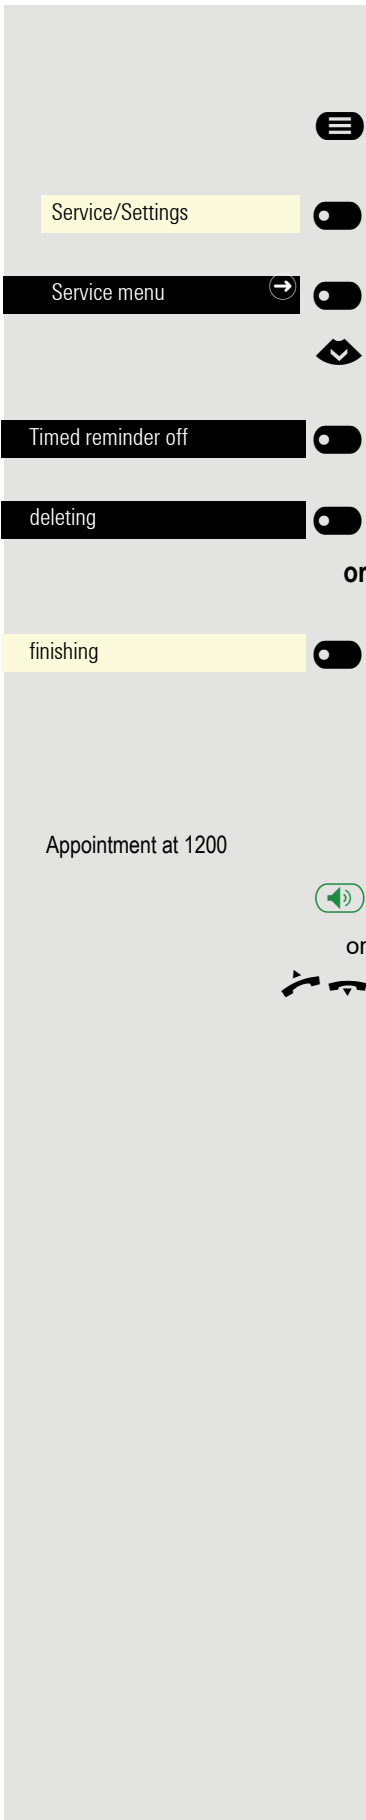 Service/Settings
Service menu
Timed reminder off
deleting
or
finishing
Appointment at 1200
or